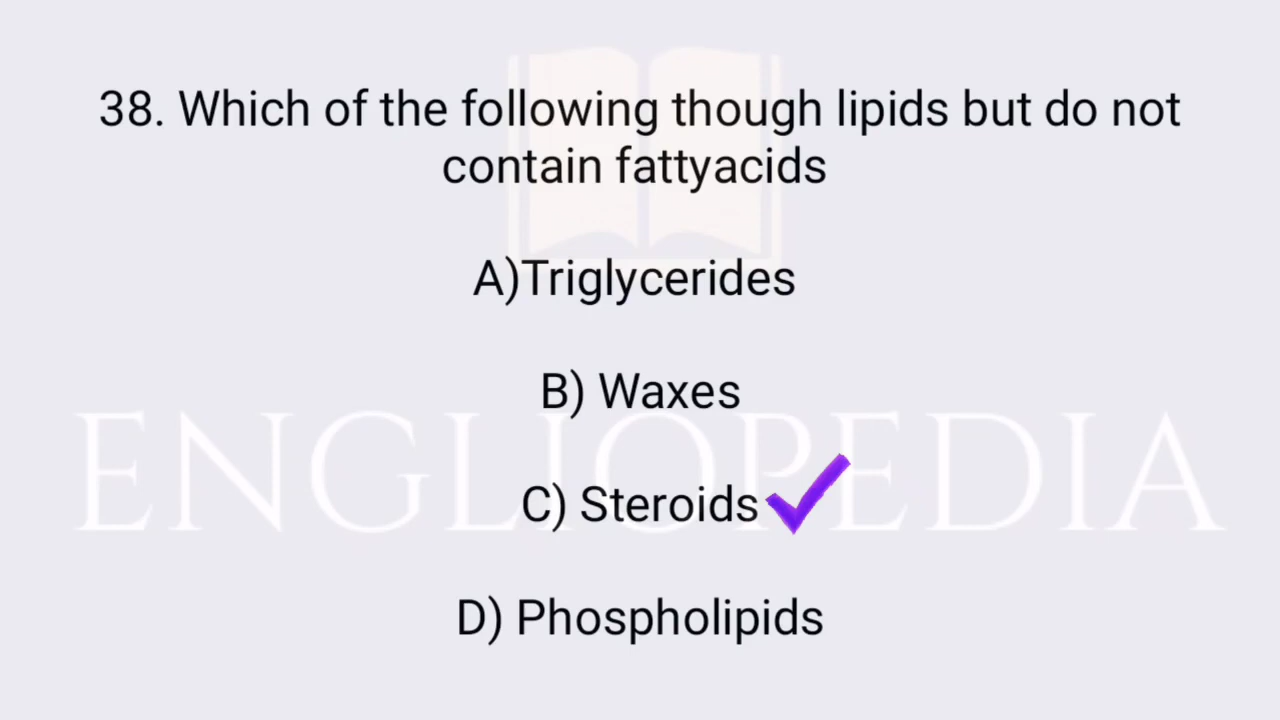 38. Which of the following though lipids but do not
contain fattyacids
A)Triglycerides
B) Waxes
ENGLIOPEDIA
C) Steroids
D) Phospholipids